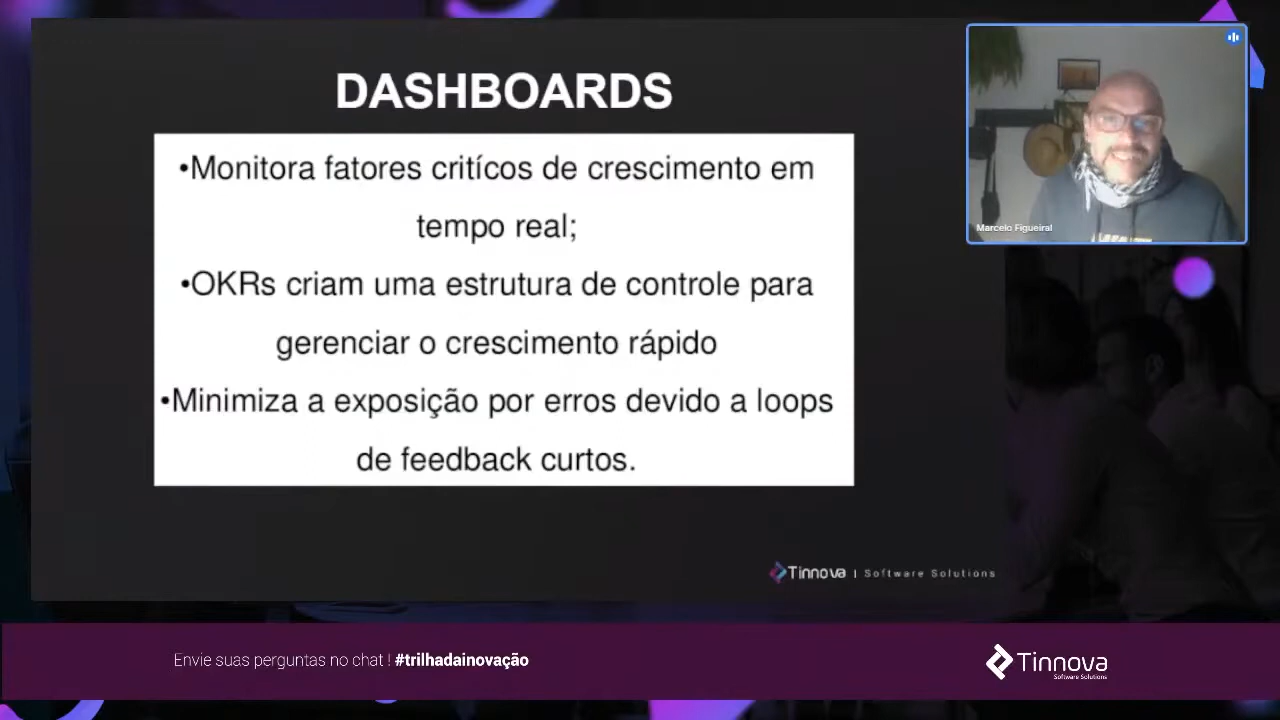 DASHBOARDS
•Monitora fatores critícos de crescimento em
tempo real;
•OKRs criam uma estrutura de controle para
gerenciar o crescimento rápido
•Minimiza a exposição por erros devido a loops
de feedback curtos.
Marcelo Figueiral
Tinnova | Software Solutions
Envie suas perguntas no chat ! #trilhadainovação
Tinnova
Software Solutions